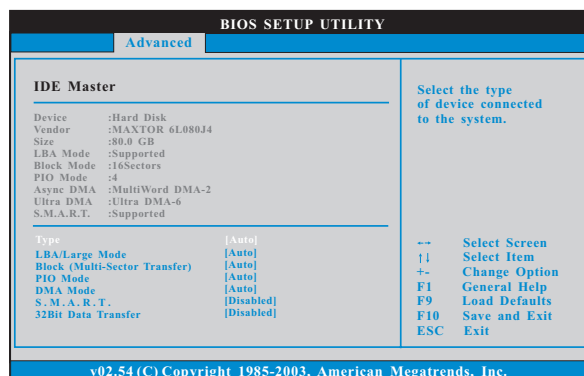 BIOS SETUP UTILITY
Advanced
IDE Master
Device :Hard Disk
Vendor :MAXTOR 6L080J4
Size :80.0 GB
LBA Mode :Supported
Block Mode :16Sectors
PIO Mode :4
Async DMA :MultiWord DMA-2
Ultra DMA :Ultra DMA-6
S.M.A.R.T. :Supported
Type [Auto]
LBA/Large Mode [Auto]
Block (Multi-Sector Transfer) [Auto]
PIO Mode [Auto]
DMA Mode [Auto]
S.M.A.R.T. [Disabled]
32Bit Data Transfer [Disabled]
Select the type
of device connected
to the system.
←→ Select Screen
↑↓ Select Item
+- Change Option
F1 General Help
F9 Load Defaults
F10 Save and Exit
ESC Exit
v02.54 (C) Copyright 1985-2003, American Megatrends, Inc.